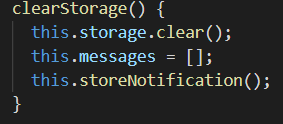 clearStorage() {
  this.storage.clear();
  this.messages = [];
  this.storeNotification();
}